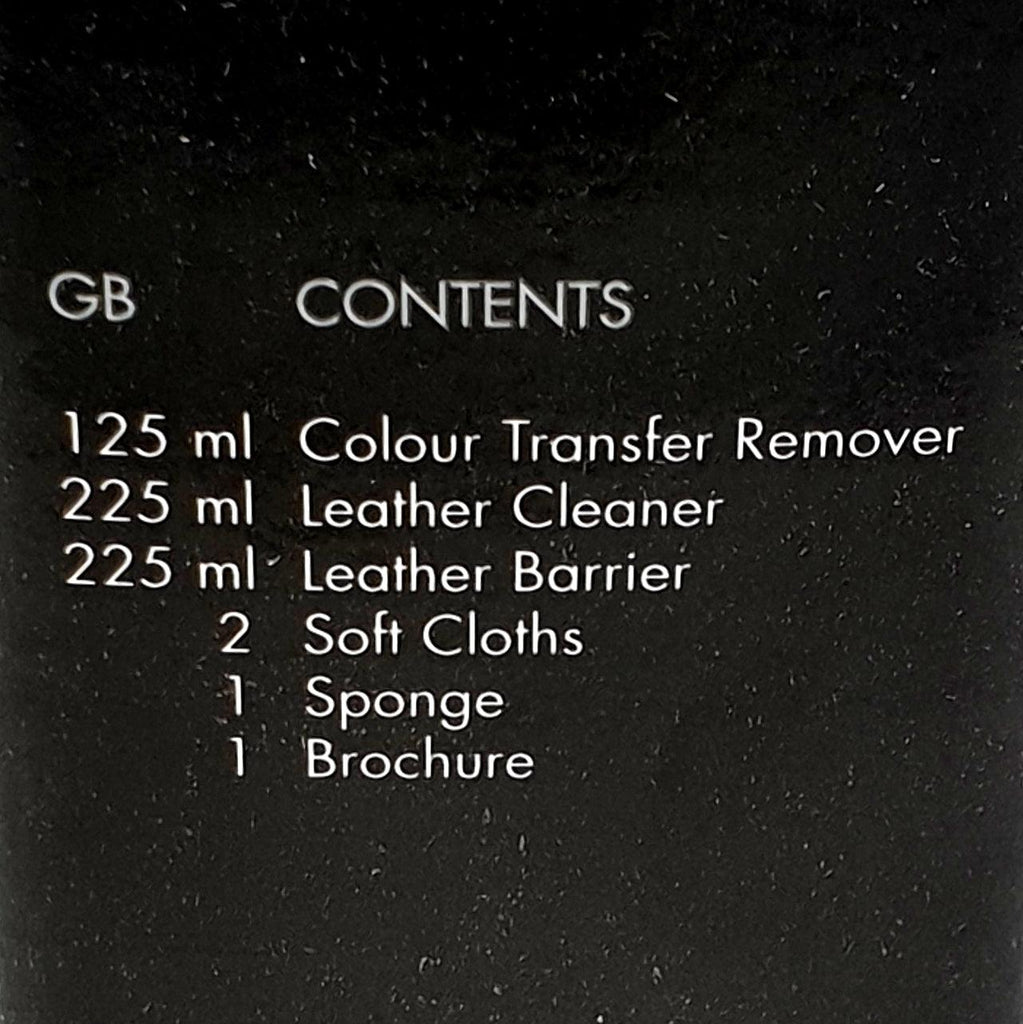 GB CONTENTS
125 ml Colour Transfer Remover
225 ml Leather Cleaner
225 ml Leather Barrier
2 Soft Cloths
1 Sponge
1 Brochure